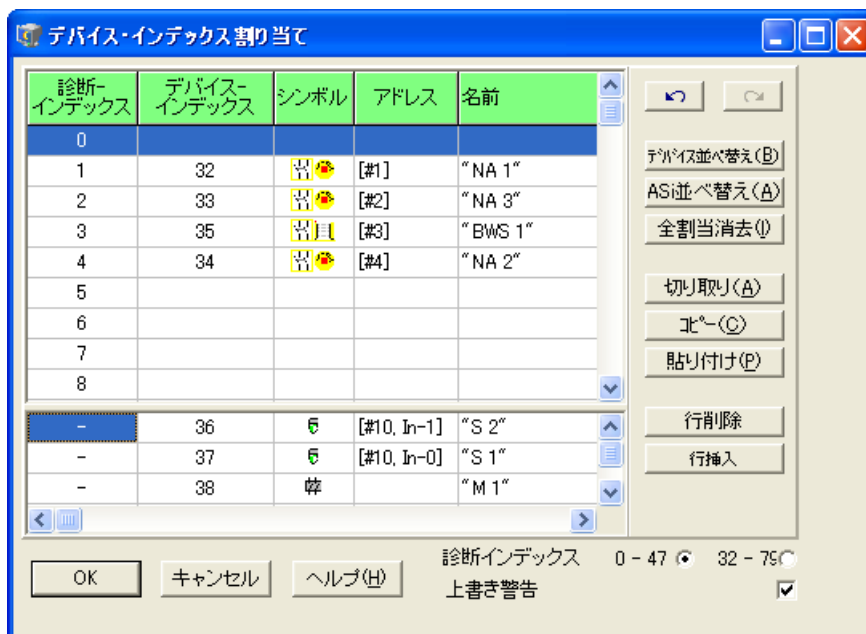 デバイス・インデックス割り当て
診断-インデックス デバイス-インデックス シンボル アドレス 名前
0
1 32 [#1] "NA 1"
2 33 [#2] "NA 3"
3 35 [#3] "BWS 1"
4 34 [#4] "NA 2"
5
6
7
8
- 36 [#10, In-1] "S 2"
- 37 [#10, In-0] "S 1"
- 38 "M 1"
デバイス並べ替え(B)
ASi並べ替え(A)
全割当消去(I)
切り取り(A)
コピー(C)
貼り付け(P)
行削除
行挿入
診断インデックス 0 - 47 32 - 79
上書き警告
OK キャンセル ヘルプ(H)